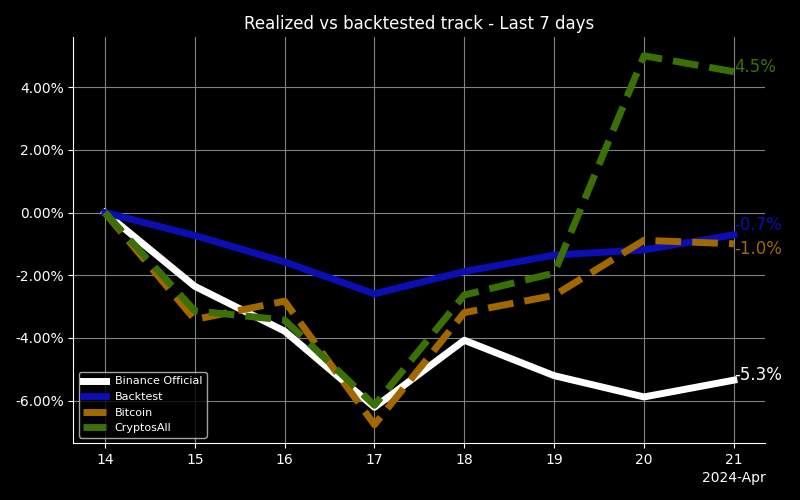 Realized vs backtested track - Last 7 days
4.00%
2.00%
0.00%
-2.00%
-4.00%
-6.00%
4.5%
-0.7%
-1.0%
-5.3%
Binance Official
Backtest
Bitcoin
CryptosAll
14 15 16 17 18 19 20 21
2024-Apr